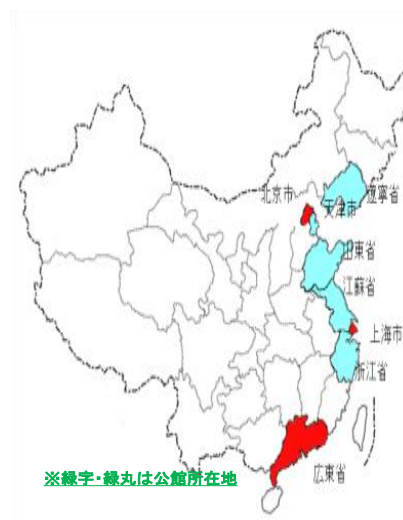 北京市
遼寧省
天津市
山東省
江蘇省
上海市
浙江省
広東省
※緑字・緑丸は公館所在地